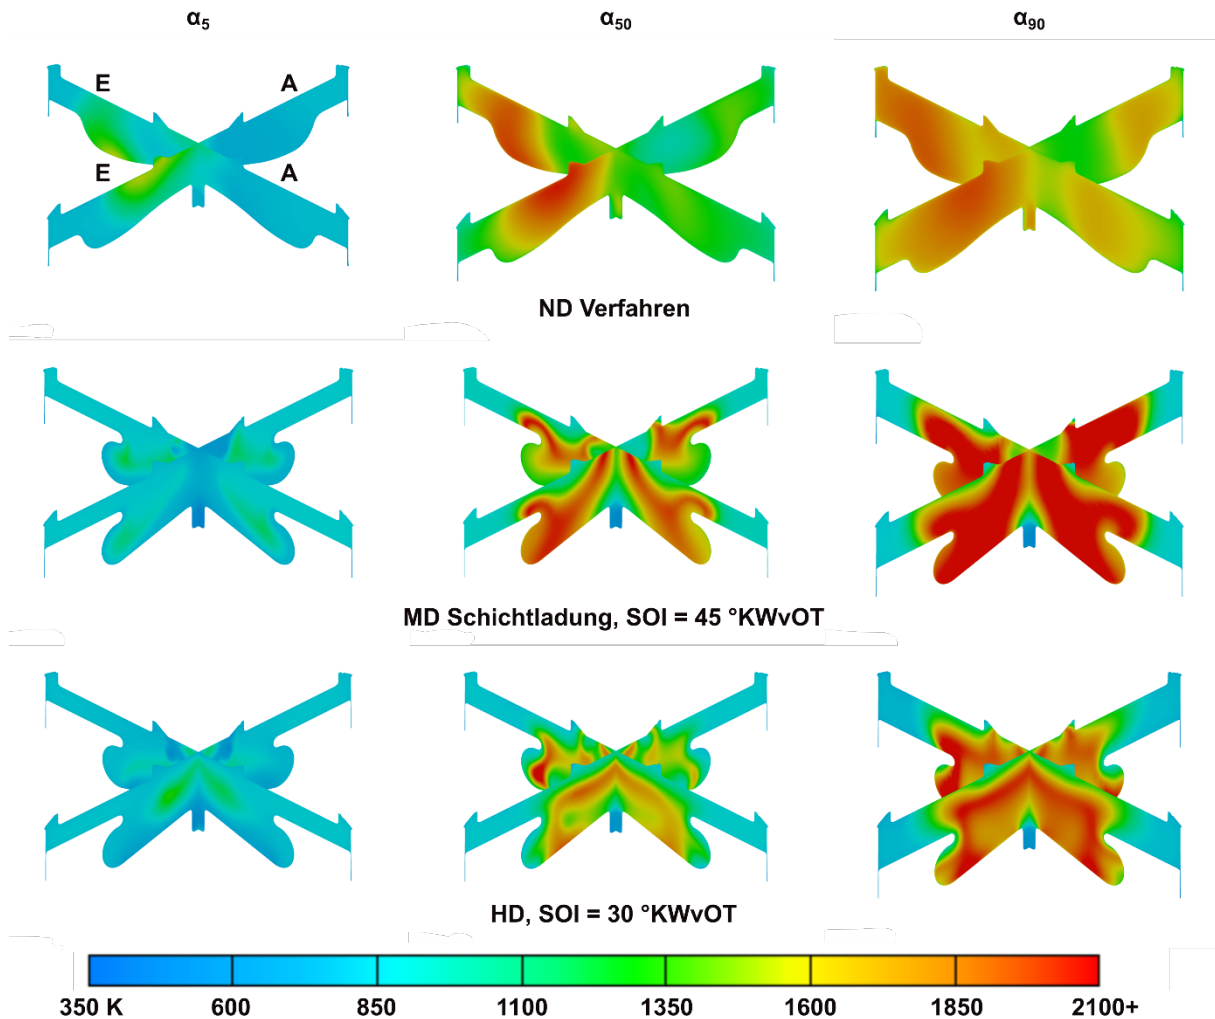 α₅ α₅₀ α₉₀
E A
E A
ND Verfahren
MD Schichtladung, SOI = 45 °KWvOT
HD, SOI = 30 °KWvOT
350 K 600 850 1100 1350 1600 1850 2100+